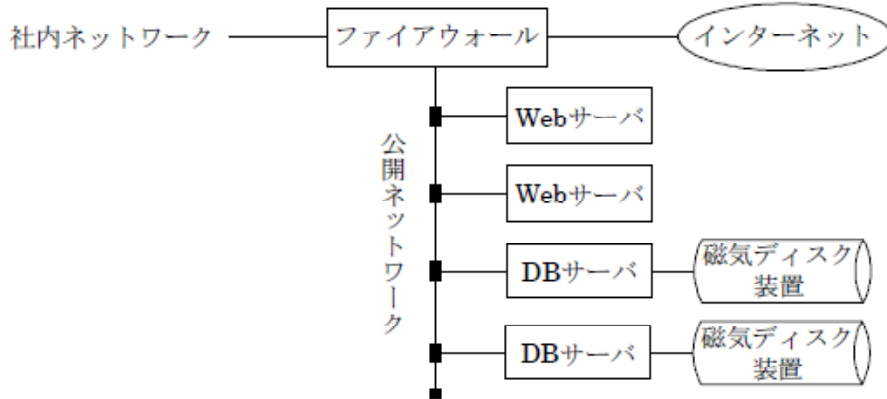 社内ネットワーク
ファイアウォール
インターネット
公開ネットワーク
Webサーバ
Webサーバ
DBサーバ
磁気ディスク
装置
DBサーバ
磁気ディスク
装置